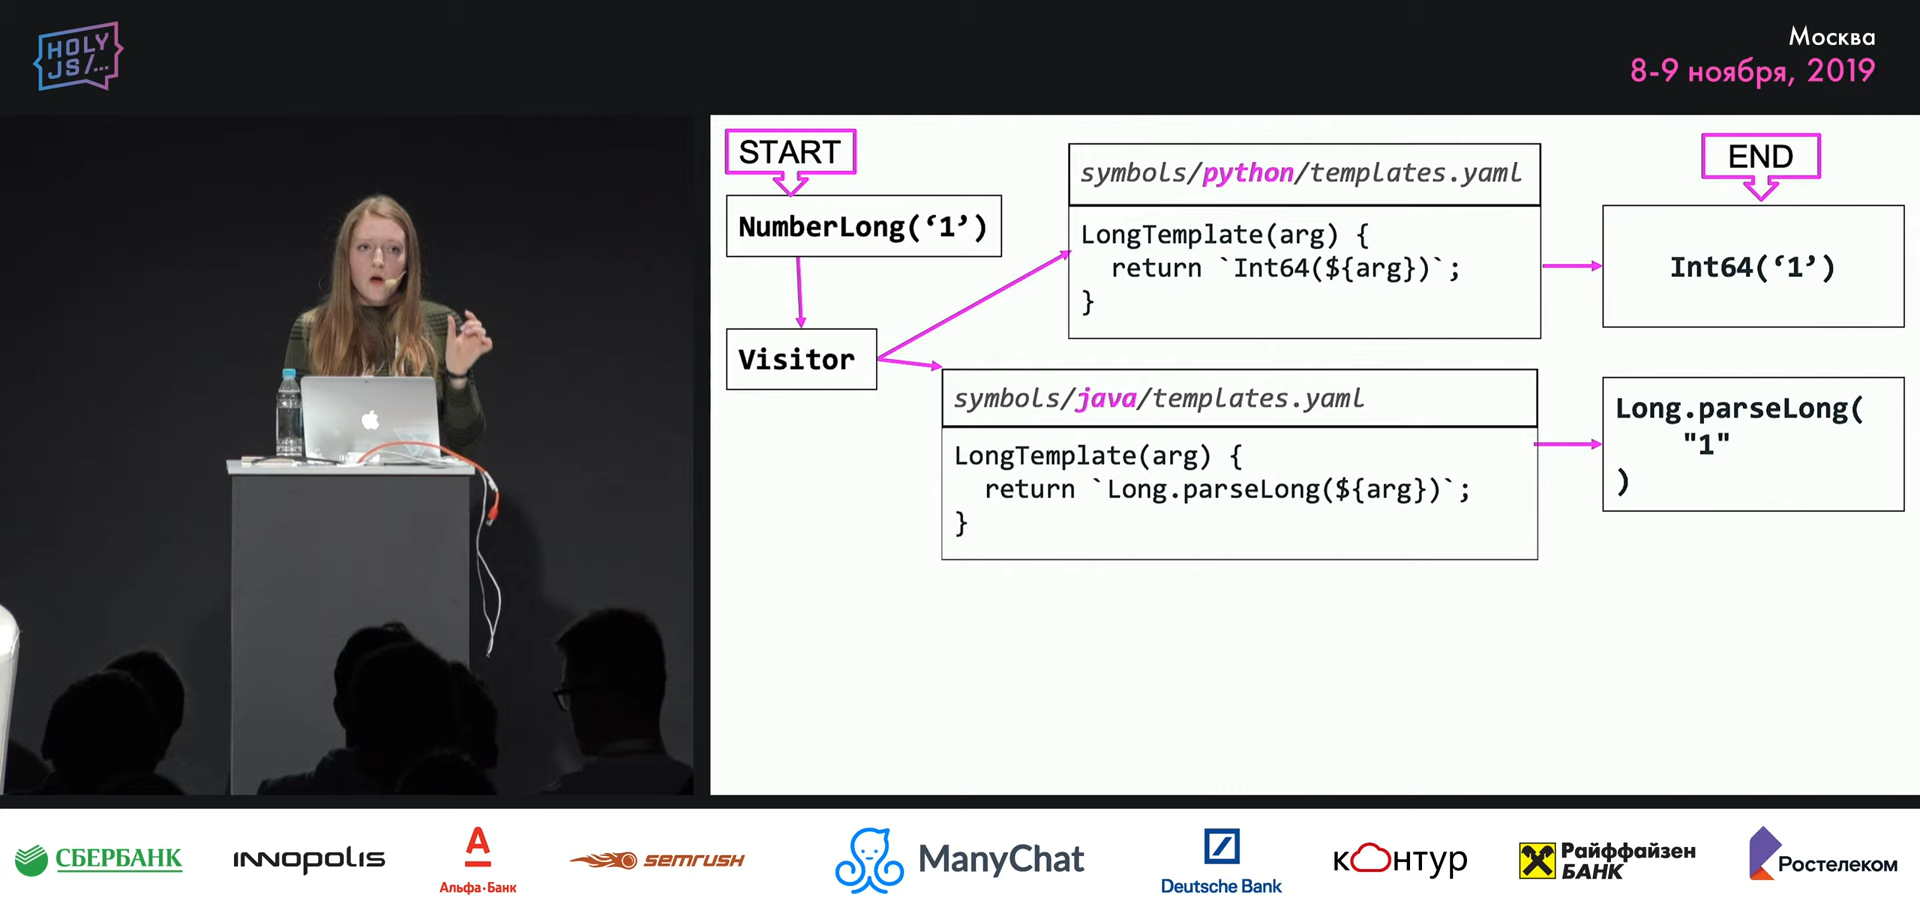 HOLY
JS/...
Москва
8-9 ноября, 2019
START
NumberLong(‘1’)
Visitor
symbols/python/templates.yaml
LongTemplate(arg) {
return `Int64(${arg})`;
}
symbols/java/templates.yaml
LongTemplate(arg) {
return `Long.parseLong(${arg})`;
}
END
Int64(‘1’)
Long.parseLong(
"1"
)
СБЕРБАНК
INNOPOLIS
А
Альфа·Банк
SEMRUSH
ManyChat
Deutsche Bank
КОНТУР
Райффайзен
БАНК
Ростелеком